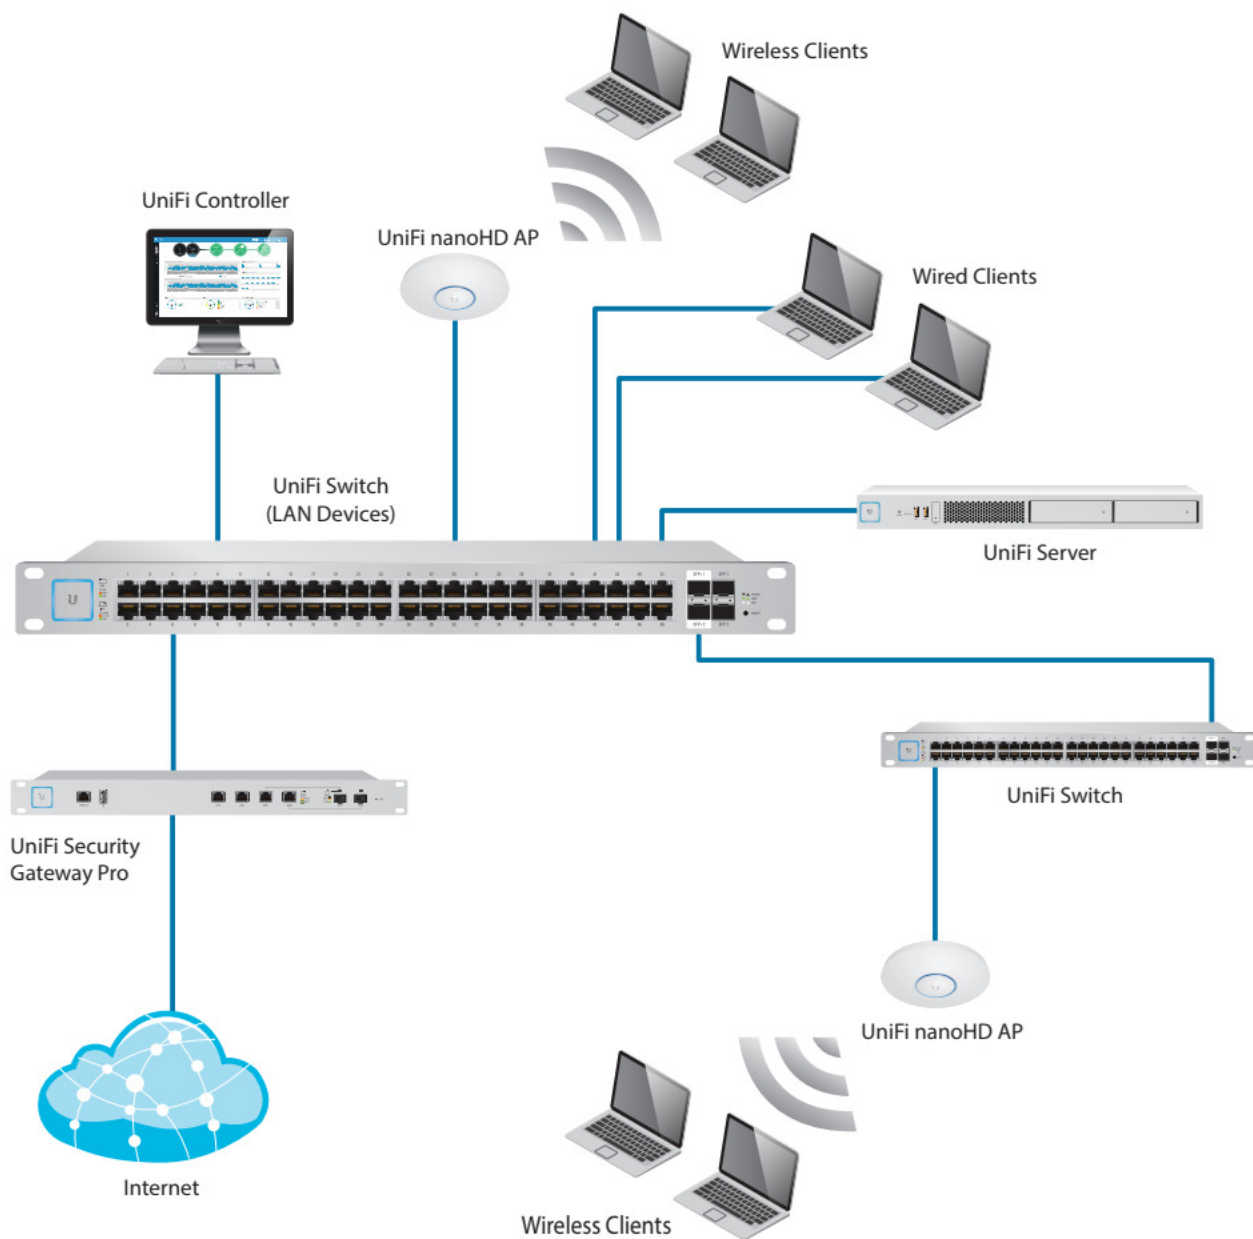 Wireless Clients
UniFi Controller
UniFi nanoHD AP
Wired Clients
UniFi Switch
(LAN Devices)
UniFi Server
UniFi Switch
UniFi Security
Gateway Pro
UniFi nanoHD AP
Internet
Wireless Clients